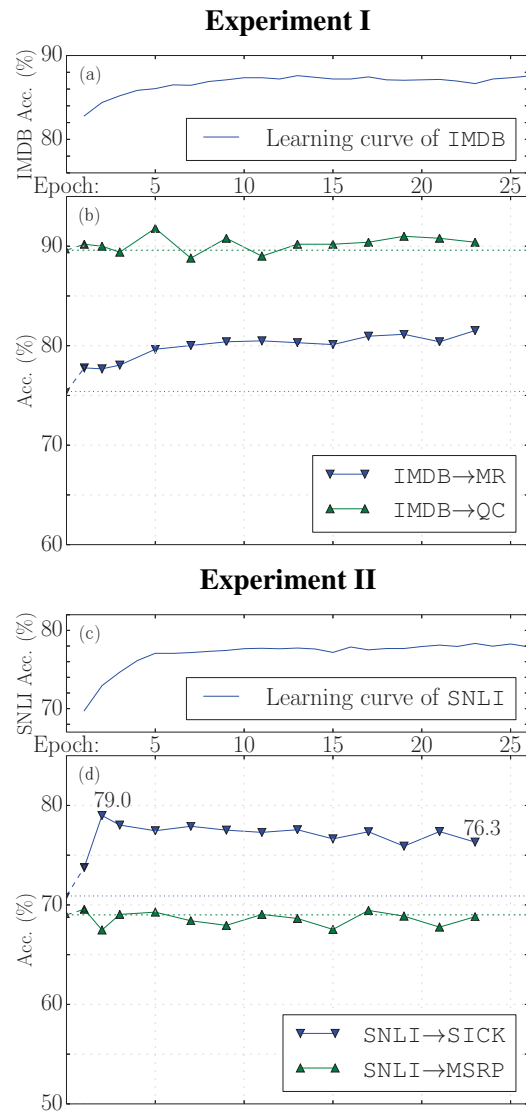 Experiment I
90
(a)
80
IMDB Acc. (%)
Learning curve of IMDB
Epoch:
5
10
15
20
25
(b)
90
80
70
60
Acc. (%)
IMDB→MR
IMDB→QC
Experiment II
80
(c)
70
SNLI Acc. (%)
Learning curve of SNLI
Epoch:
5
10
15
20
25
(d)
79.0
76.3
80
70
60
50
Acc. (%)
SNLI→SICK
SNLI→MSRP